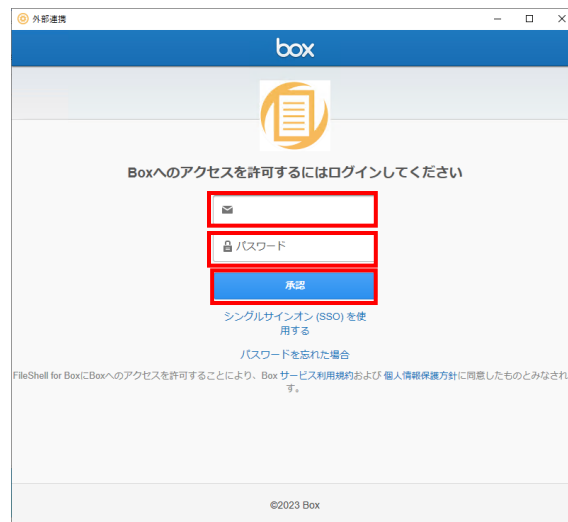 外部連携
box
Boxへのアクセスを許可するにはログインしてください
パスワード
承認
シングルサインオン (SSO) を使
用する
パスワードを忘れた場合
FileShell for BoxにBoxへのアクセスを許可することにより、Box サービス利用規約および 個人情報保護方針に同意したものとみなされ
す。
©2023 Box